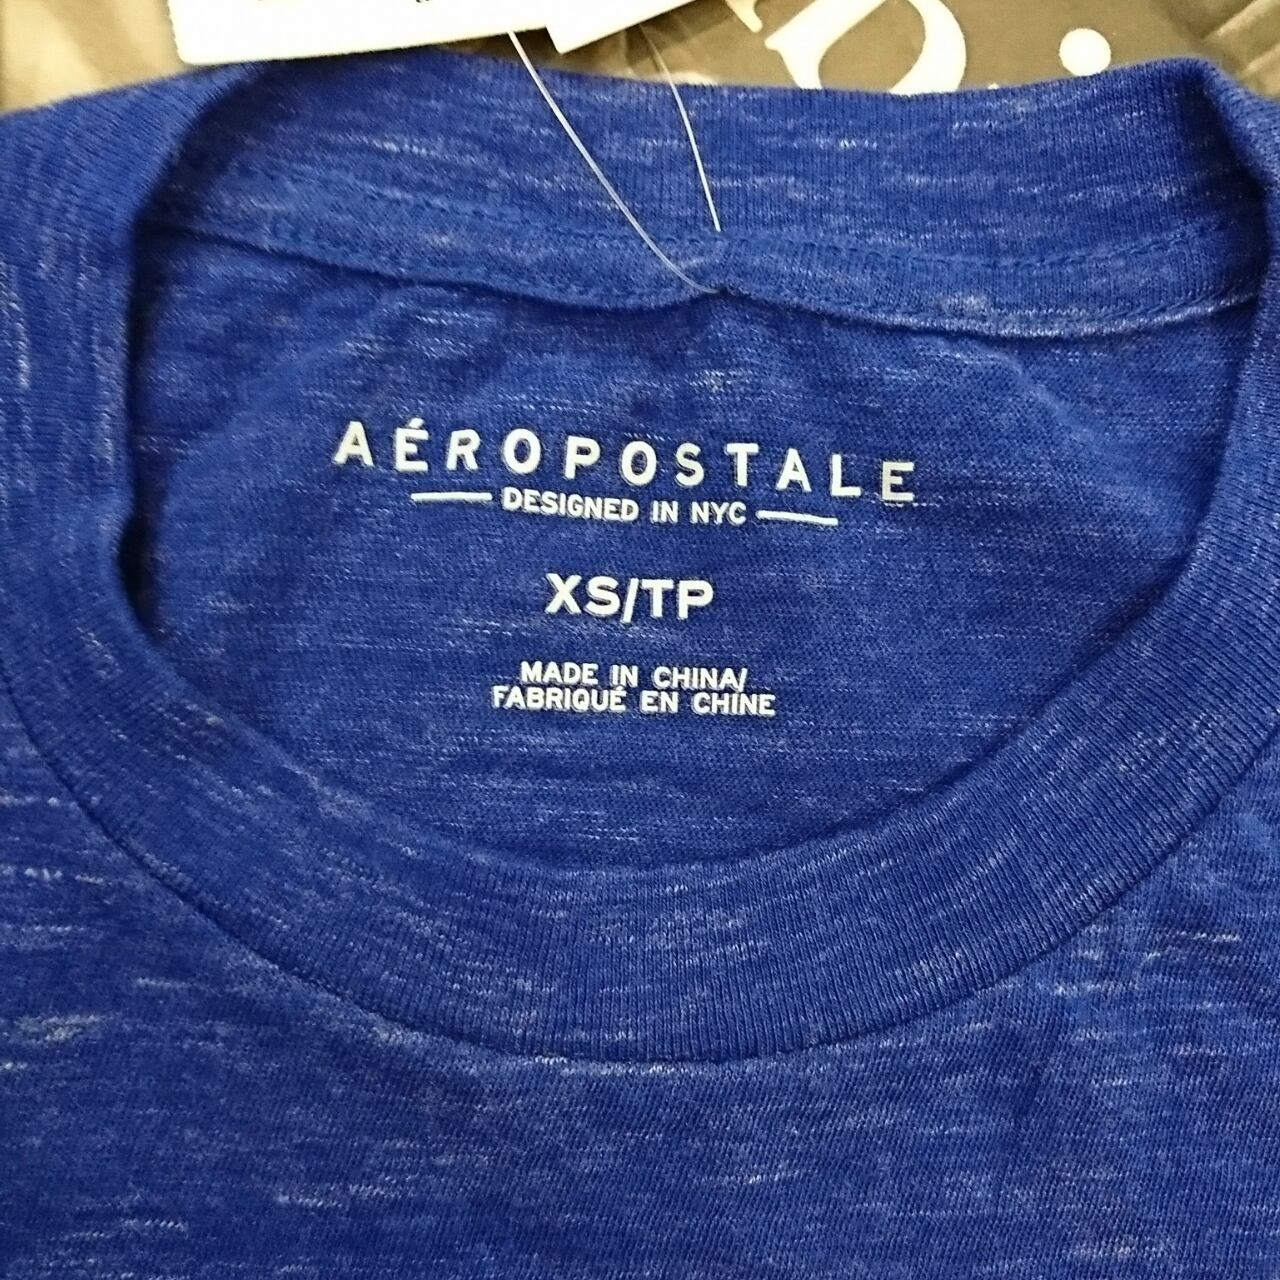 AÉROPOSTALE
DESIGNED IN NYC
XS/TP
MADE IN CHINA/
FABRIQUÉ EN CHINE